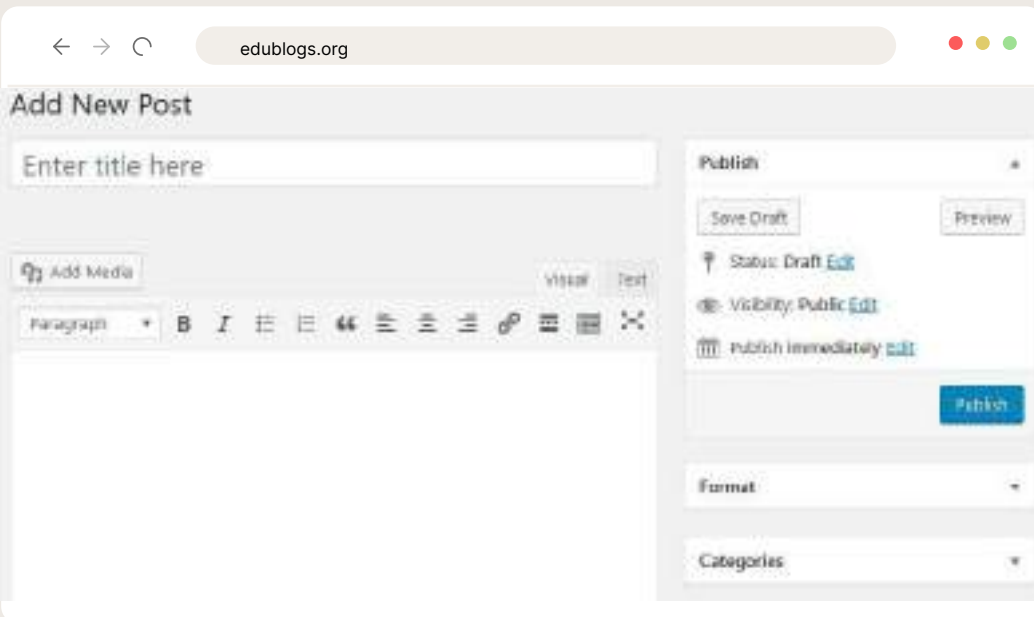 edublogs.org
Add New Post
Enter title here
Publish
Save Draft
Preview
Status: Draft Edit
Visibility: Public Edit
Publish immediately Edit
Publish
Add Media
Visual
Text
Paragraph
B
I
Format
Categories